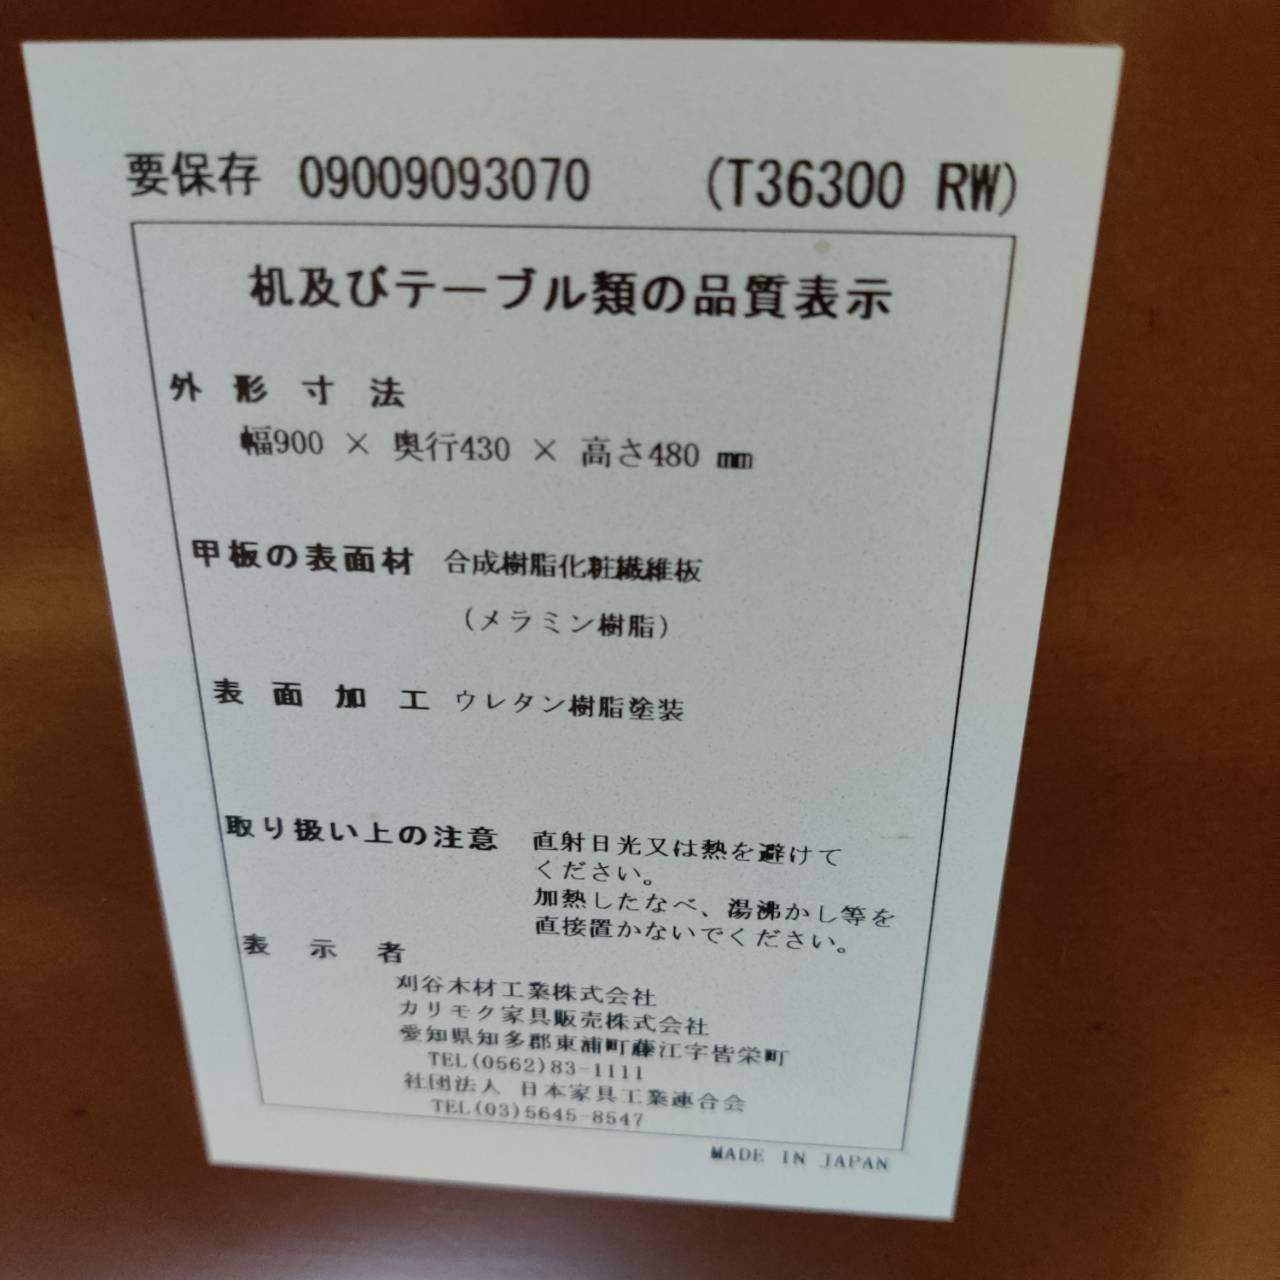 要保存 09009093070 (T36300 RW)
机及びテーブル類の品質表示
外形寸法
幅900 × 奥行430 × 高さ480 mm
甲板の表面材 合成樹脂化粧繊維板
(メラミン樹脂)
表面加工 ウレタン樹脂塗装
取り扱い上の注意 直射日光又は熱を避けて
ください。
加熱したなべ、湯沸かし等を
直接置かないでください。
表示者
刈谷木材工業株式会社
カリモク家具販売株式会社
愛知県知多郡東浦町藤江字皆栄町
TEL(0562)83-1111
社団法人 日本家具工業連合会
TEL(03)5645-8547
MADE IN JAPAN